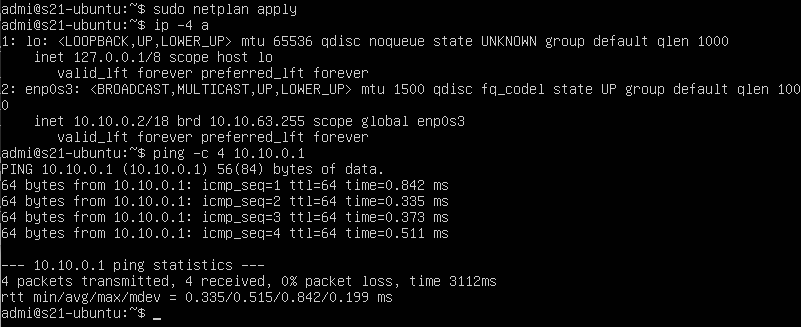 admi@s21-ubuntu:~$ sudo netplan apply
admi@s21-ubuntu:~$ ip -4 a
1: lo: <LOOPBACK,UP,LOWER_UP> mtu 65536 qdisc noqueue state UNKNOWN group default qlen 1000
    inet 127.0.0.1/8 scope host lo
       valid_lft forever preferred_lft forever
2: enp0s3: <BROADCAST,MULTICAST,UP,LOWER_UP> mtu 1500 qdisc fq_codel state UP group default qlen 100
0
    inet 10.10.0.2/18 brd 10.10.63.255 scope global enp0s3
       valid_lft forever preferred_lft forever
admi@s21-ubuntu:~$ ping -c 4 10.10.0.1
PING 10.10.0.1 (10.10.0.1) 56(84) bytes of data.
64 bytes from 10.10.0.1: icmp_seq=1 ttl=64 time=0.842 ms
64 bytes from 10.10.0.1: icmp_seq=2 ttl=64 time=0.335 ms
64 bytes from 10.10.0.1: icmp_seq=3 ttl=64 time=0.373 ms
64 bytes from 10.10.0.1: icmp_seq=4 ttl=64 time=0.511 ms

--- 10.10.0.1 ping statistics ---
4 packets transmitted, 4 received, 0% packet loss, time 3112ms
rtt min/avg/max/mdev = 0.335/0.515/0.842/0.199 ms
admi@s21-ubuntu:~$ _